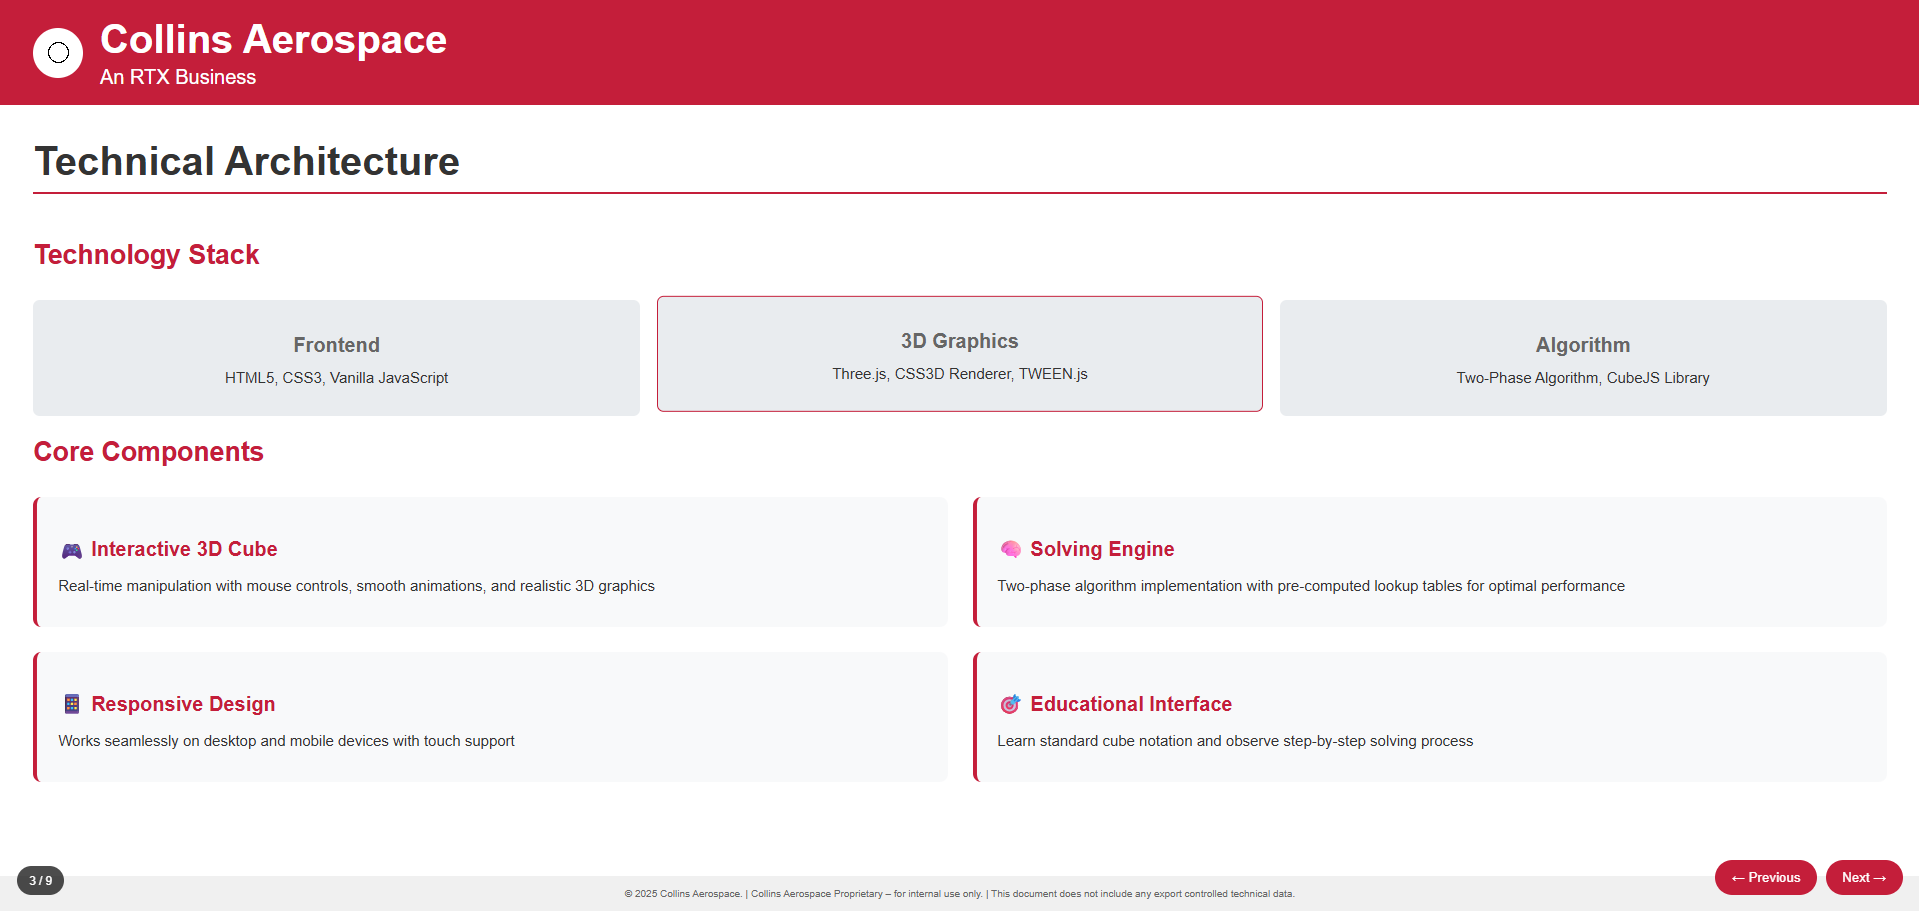 Collins Aerospace
An RTX Business
Technical Architecture
Technology Stack
Frontend
HTML5, CSS3, Vanilla JavaScript
3D Graphics
Three.js, CSS3D Renderer, TWEEN.js
Algorithm
Two-Phase Algorithm, CubeJS Library
Core Components
Interactive 3D Cube
Real-time manipulation with mouse controls, smooth animations, and realistic 3D graphics
Solving Engine
Two-phase algorithm implementation with pre-computed lookup tables for optimal performance
Responsive Design
Works seamlessly on desktop and mobile devices with touch support
Educational Interface
Learn standard cube notation and observe step-by-step solving process
3 / 9
© 2025 Collins Aerospace. | Collins Aerospace Proprietary – for internal use only. | This document does not include any export controlled technical data.
← Previous
Next →